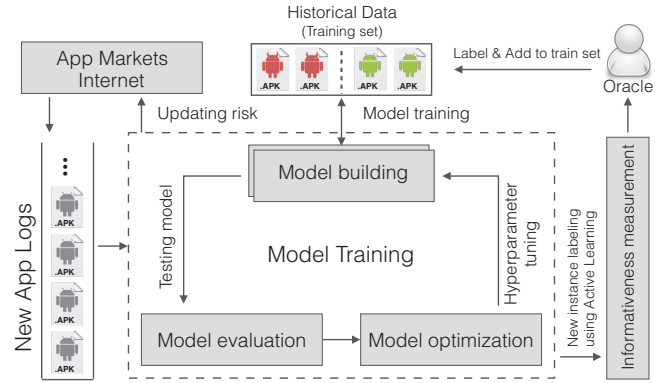 Historical Data
(Training set)
App Markets
Internet
.APK
.APK
.APK
.APK
Label & Add to train set
Oracle
Updating risk
Model training
...
.APK
.APK
.APK
.APK
New App Logs
Model building
Testing model
Model Training
Hyperparameter
tuning
Model evaluation
Model optimization
New instance labeling
using Active Learning
Informativeness measurement